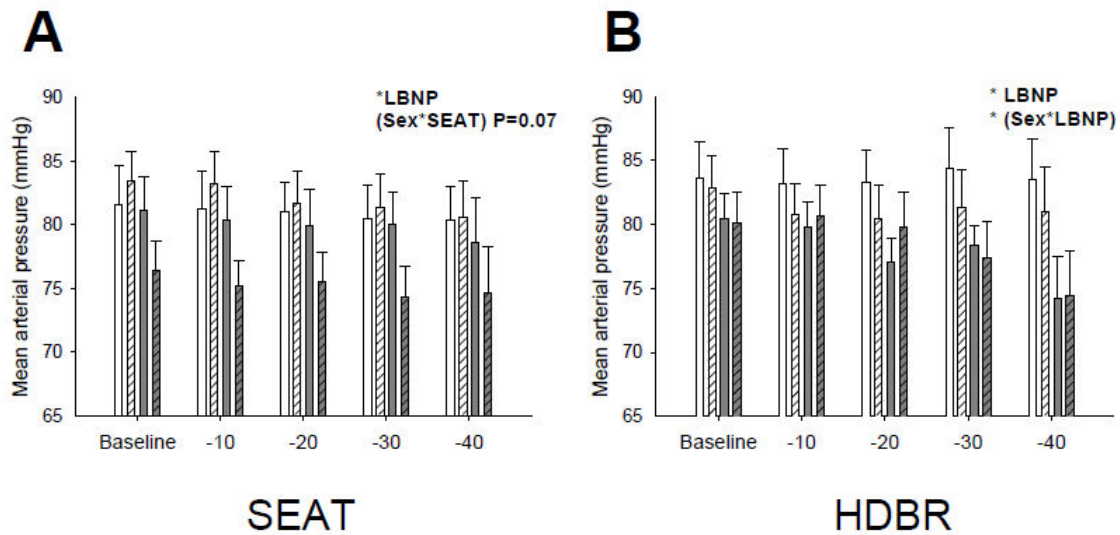 A
B
*LBNP
(Sex*SEAT) P=0.07
* LBNP
* (Sex*LBNP)
Mean arterial pressure (mmHg)
90
85
80
75
70
65
Baseline -10 -20 -30 -40
SEAT
Mean arterial pressure (mmHg)
90
85
80
75
70
65
Baseline -10 -20 -30 -40
HDBR